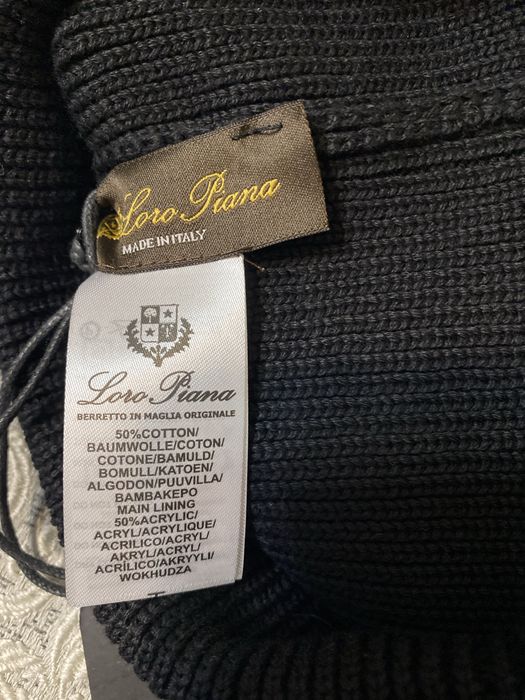 Loro Piana
MADE IN ITALY
Loro Piana
BERRETTO IN MAGLIA ORIGINALE
50%COTTON/
BAUMWOLLE/COTON/
COTONE/BAMULD/
BOMULL/KATOEN/
ALGODON/PUUVILLA/
BAMBAKEPO
MAIN LINING
50%ACRYLIC/
ACRYL/ACRYLIQUE/
ACRILICO/ACRYL/
AKRYL/ACRYL/
ACRÍLICO/AKRYYLI/
WOKHUDZA